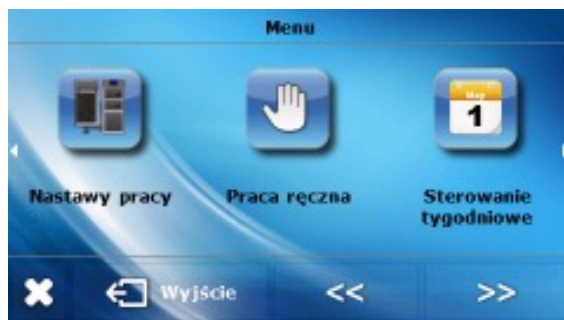 Menu
May
1
Nastawy pracy
Praca ręczna
Sterowanie
tygodniowe
Wyjście
<<
>>